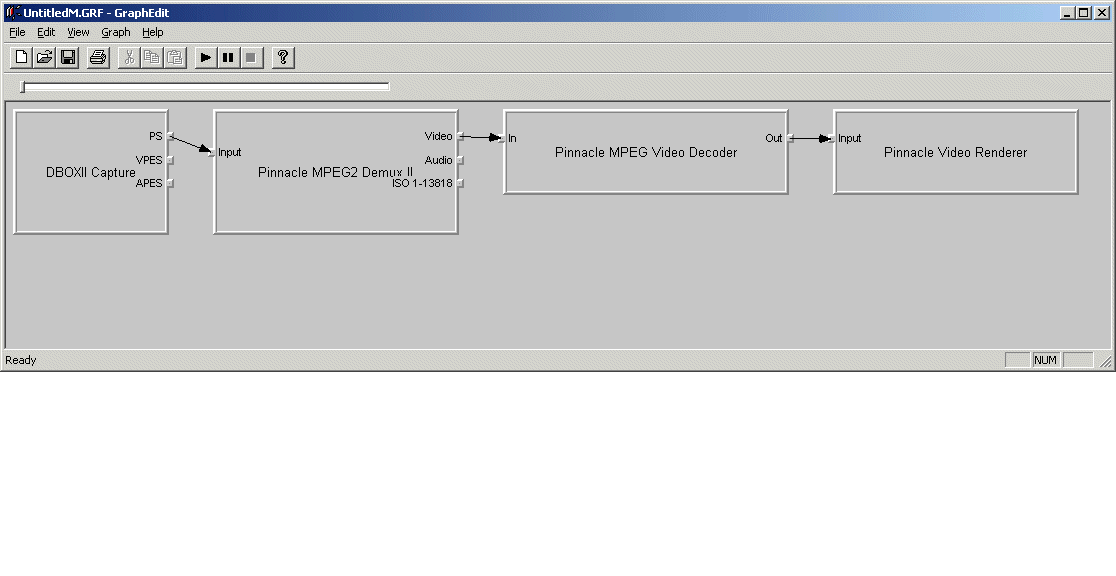 UntitledM.GRF - GraphEdit
File Edit View Graph Help
DBOXII Capture
PS
VPES
APES
Input
Pinnacle MPEG2 Demux II
Video
Audio
ISO 1-13818
In
Pinnacle MPEG Video Decoder
Out
Input
Pinnacle Video Renderer
Ready
NUM